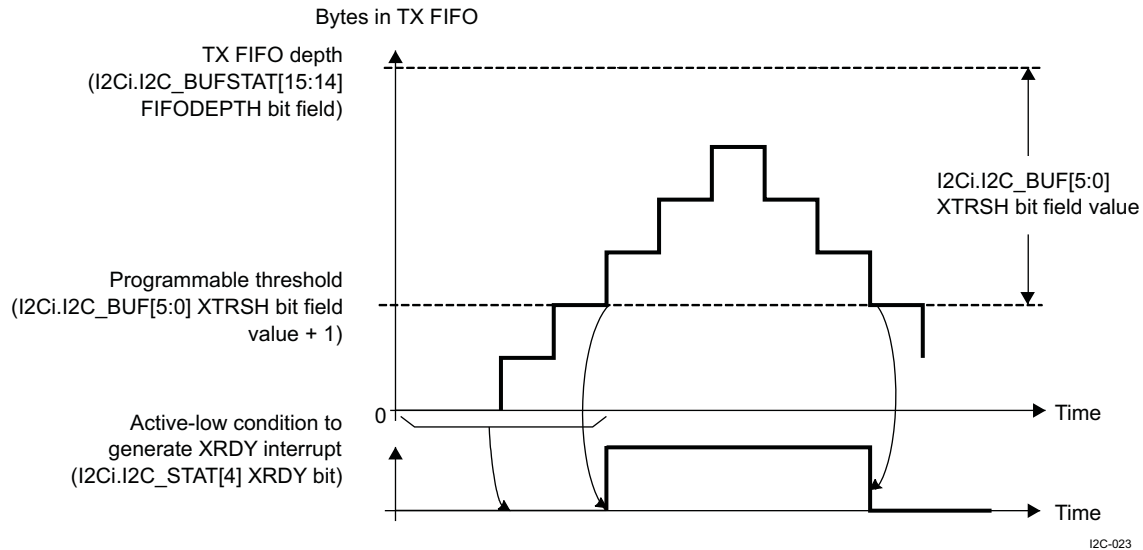 Bytes in TX FIFO
TX FIFO depth
(I2Ci.I2C_BUFSTAT[15:14]
FIFODEPTH bit field)
I2Ci.I2C_BUF[5:0]
XTRSH bit field value
Programmable threshold
(I2Ci.I2C_BUF[5:0] XTRSH bit field
value + 1)
0
Time
Active-low condition to
generate XRDY interrupt
(I2Ci.I2C_STAT[4] XRDY bit)
Time
I2C-023